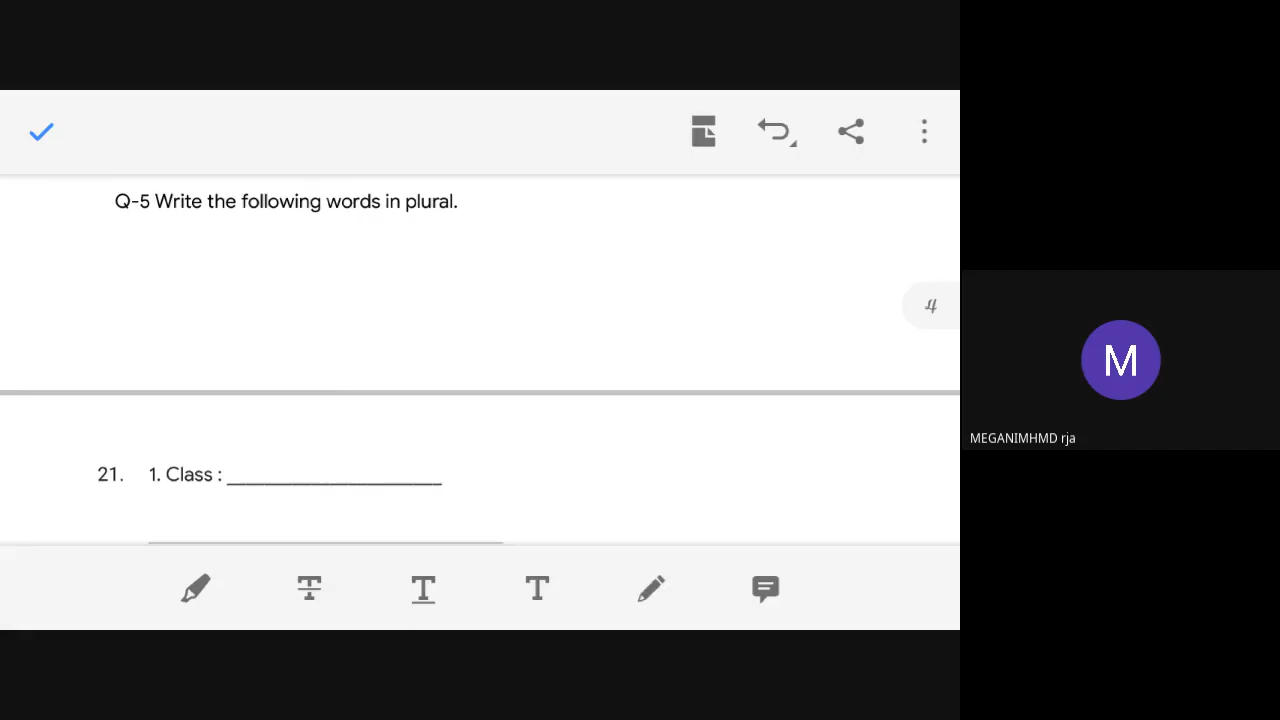 Q-5 Write the following words in plural.
4
21. 1. Class : ____________________
T T T
M
MEGANIMHMD rja